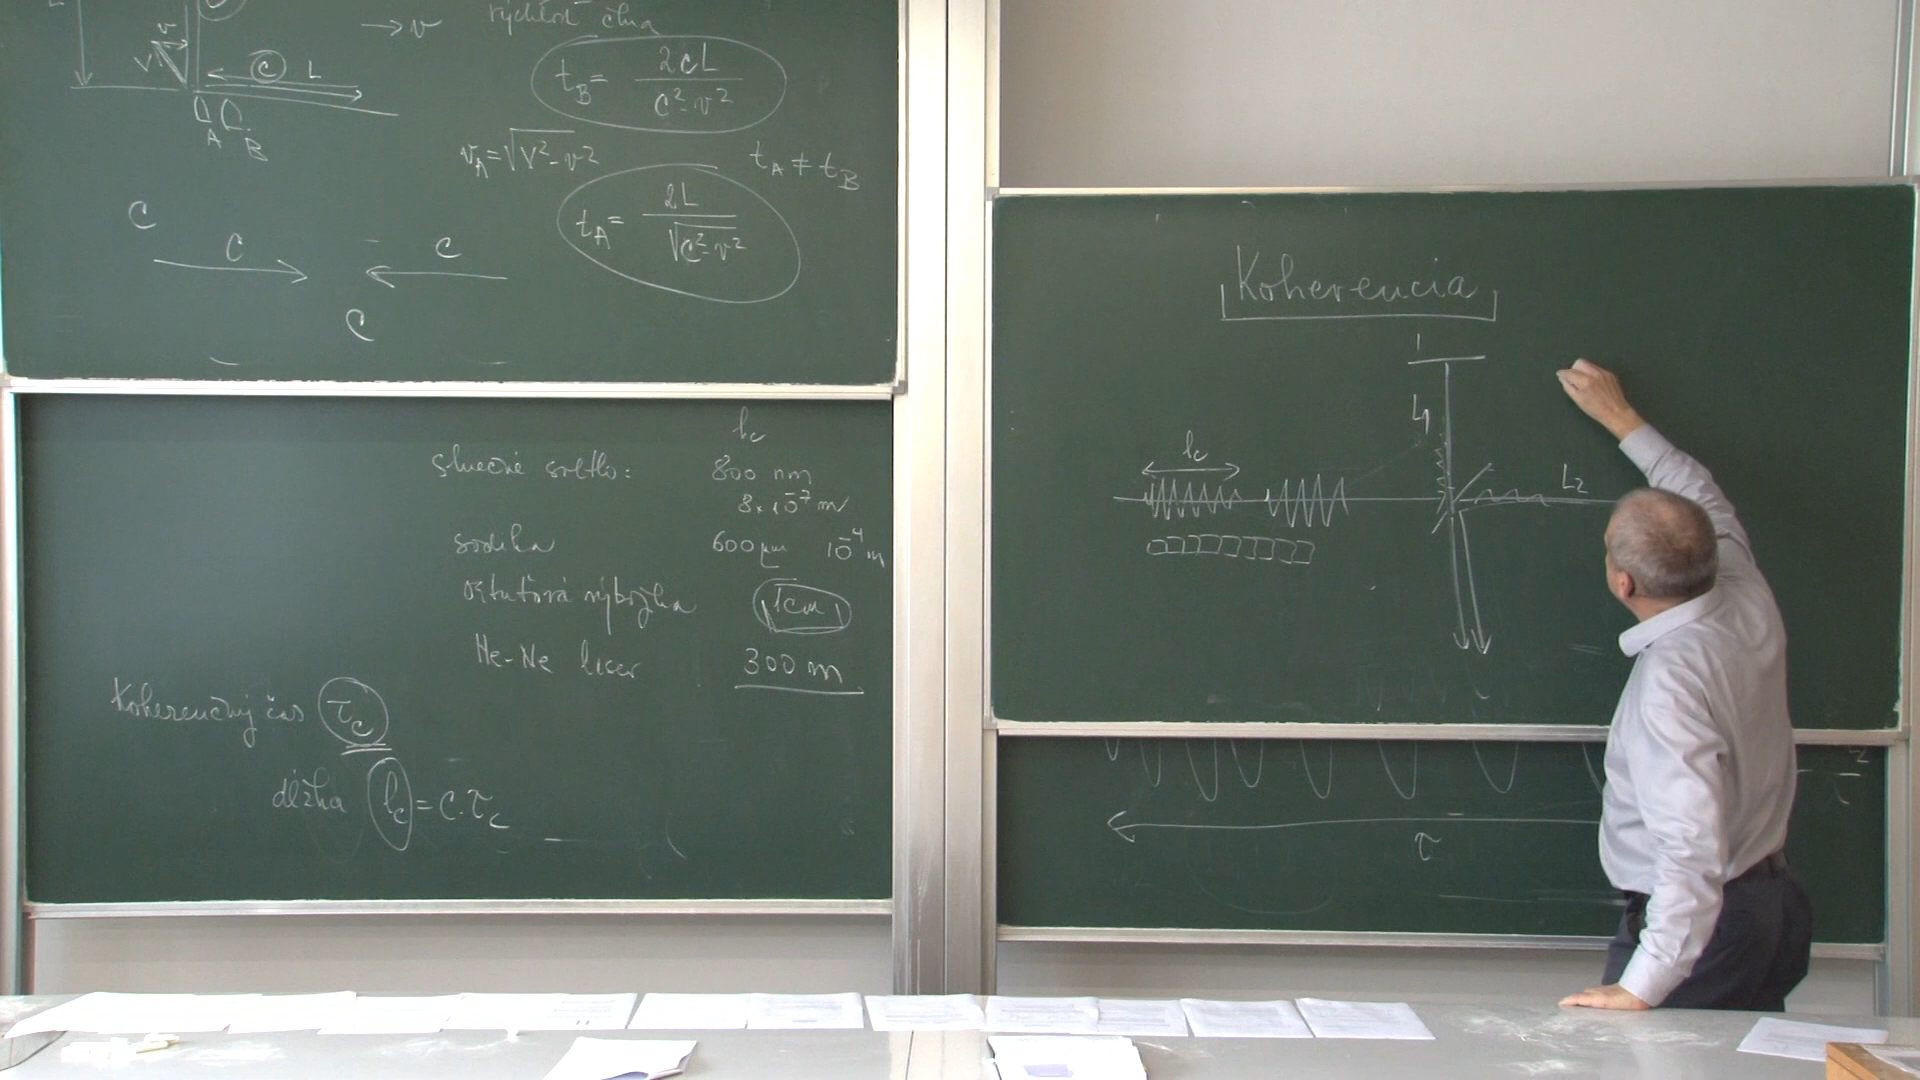 → v rýchlosť člna
v
V
c L
A B
t_B = 2cL / c²-v²
v_A = √V²-v²
t_A ≠ t_B
t_A = 2L / √c²-v²
c
c c
c
l_c
slnečné svetlo: 800 nm
8×10⁻⁷ m
sodíka 600 μm 10⁻⁴ m
ortuťová výbojka 1cm
He-Ne laser 300 m
Koherenčný čas τ_c
dĺžka l_c = c.τ_c
Koherencia
1
L₁
l_c
L₂
τ